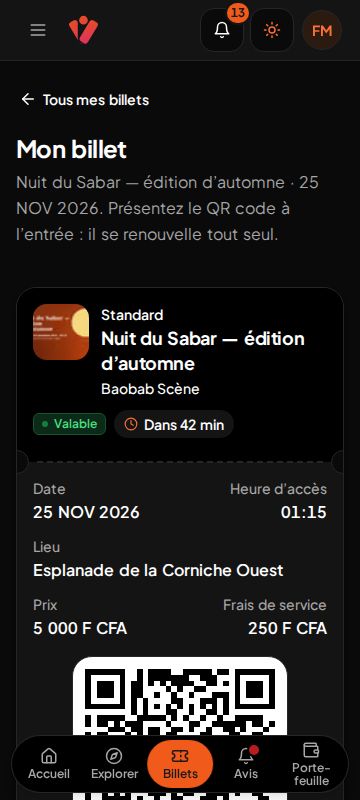 13
FM
Tous mes billets
Mon billet
Nuit du Sabar — édition d’automne · 25
NOV 2026. Présentez le QR code à
l’entrée : il se renouvelle tout seul.
Standard
Nuit du Sabar — édition
d’automne
Baobab Scène
Valable
Dans 42 min
Date
Heure d’accès
25 NOV 2026
01:15
Lieu
Esplanade de la Corniche Ouest
Prix
Frais de service
5 000 F CFA
250 F CFA
Accueil
Explorer
Billets
Avis
Porte-
feuille